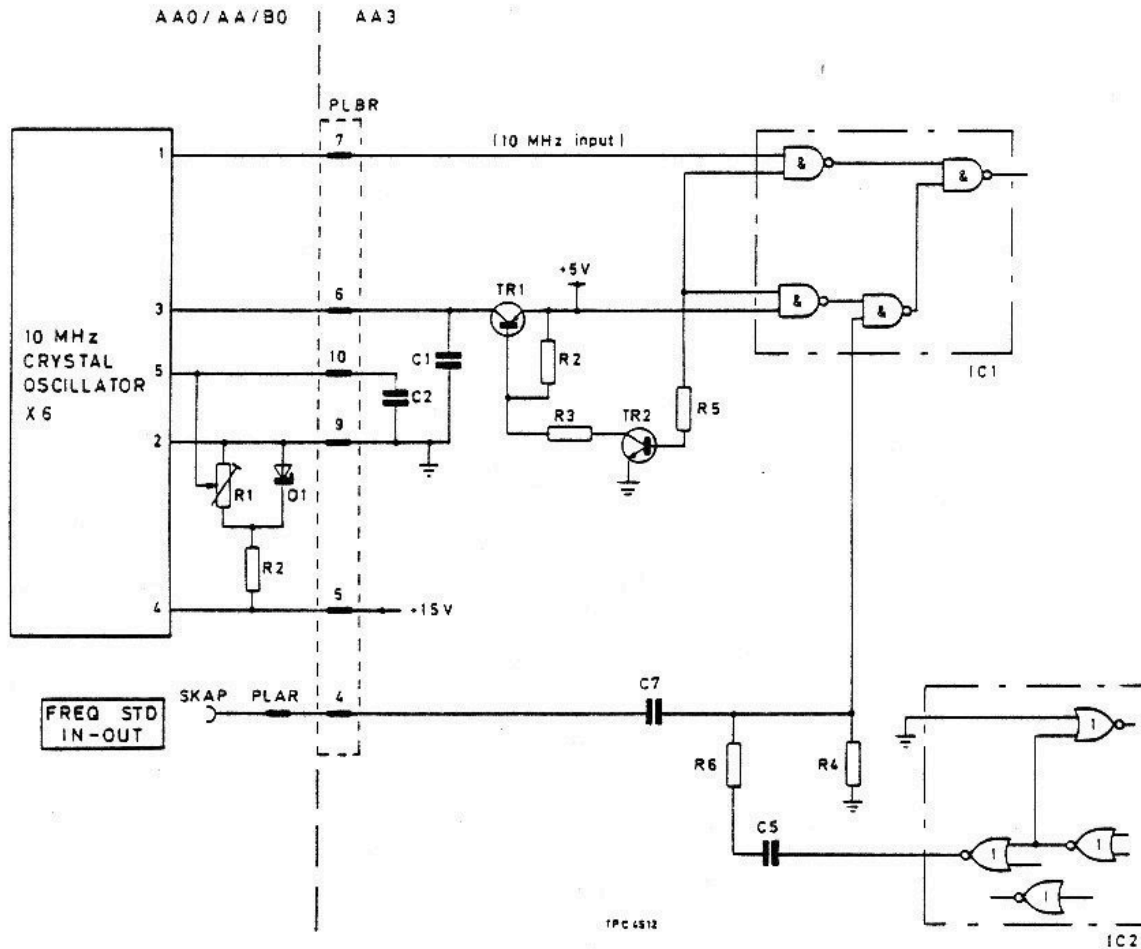 AA0/AA/B0 AA3
PLBR
7
1
[10 MHz input]
&
&
6
3
TR1
+5V
&
&
10 MHz
CRYSTAL
OSCILLATOR
X6
10
5
C1
R2
IC1
C2
R3
TR2
R5
9
2
R1
D1
R2
5
4
+15V
SKAP
PLAR
4
C7
FREQ STD
IN-OUT
1
R6
R4
C5
1
1
1
TPC 4512
IC2